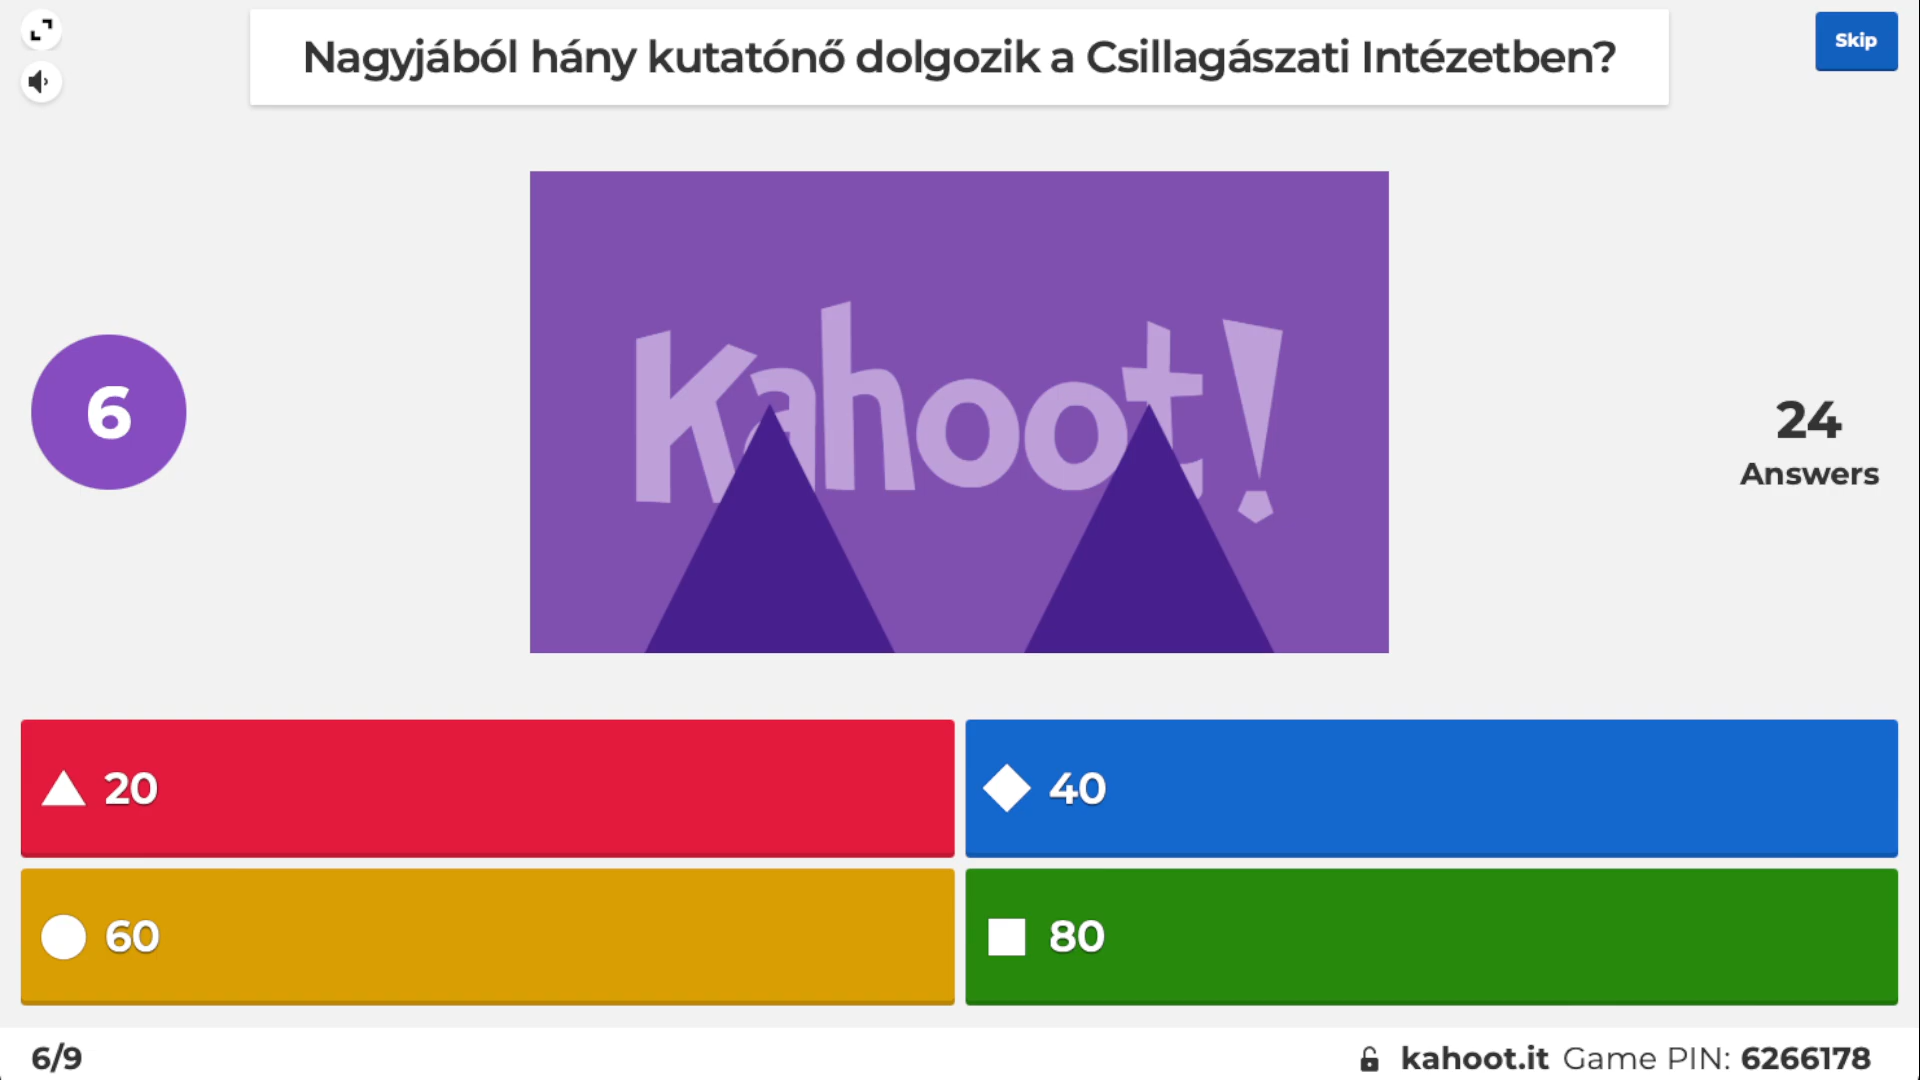 Nagyjából hány kutatónő dolgozik a Csillagászati Intézetben?
Skip
Kahoot!
6
24
Answers
20
40
60
80
6/9
kahoot.it Game PIN: 6266178